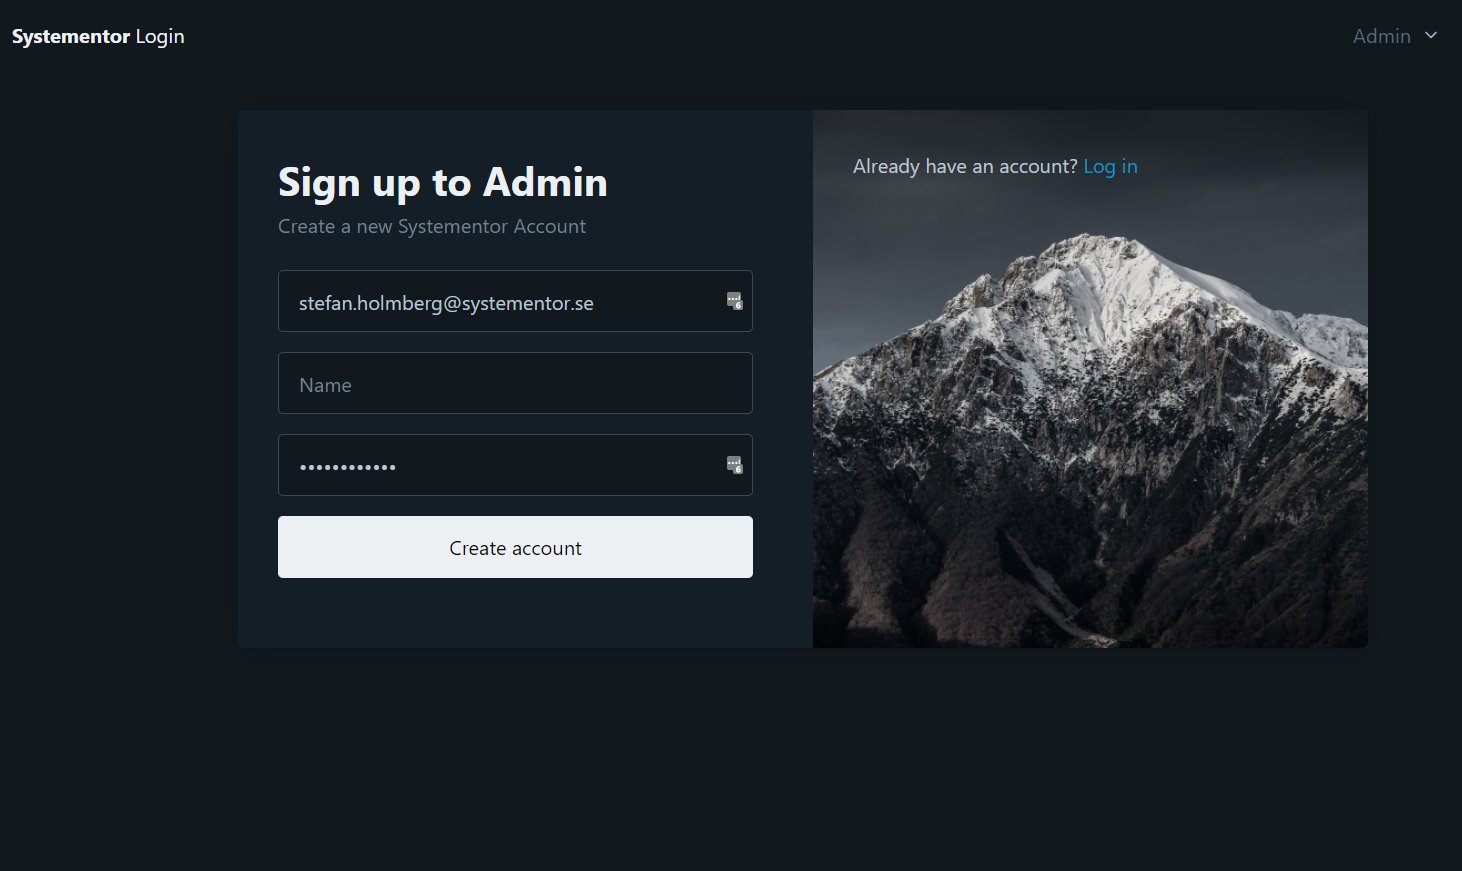 Systementor Login
Admin
Sign up to Admin
Create a new Systementor Account
stefan.holmberg@systementor.se
Name
••••••••••••
Create account
Already have an account? Log in